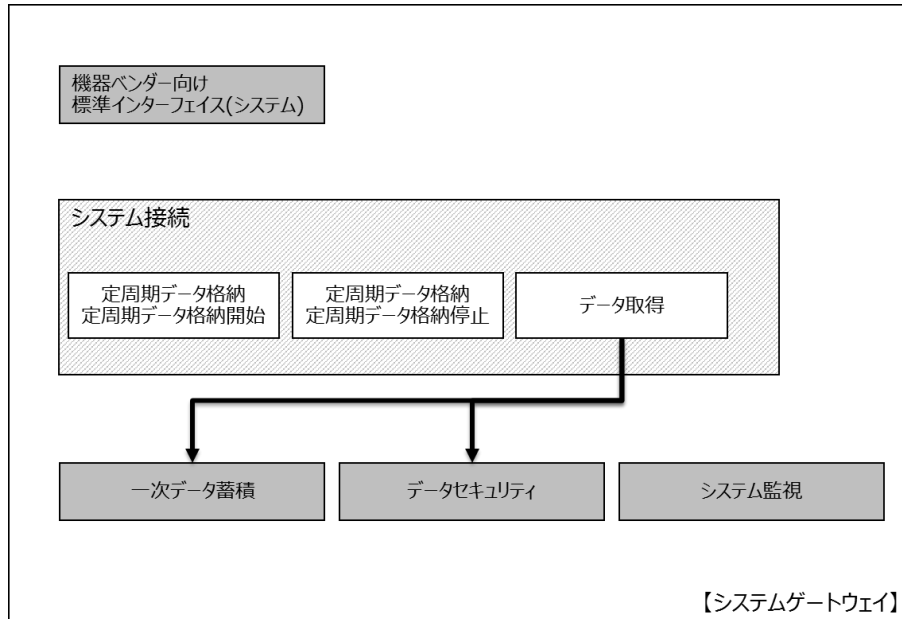 機器ベンダー向け
標準インターフェイス(システム)
システム接続
定周期データ格納
定周期データ格納開始
定周期データ格納
定周期データ格納停止
データ取得
一次データ蓄積
データセキュリティ
システム監視
【システムゲートウェイ】